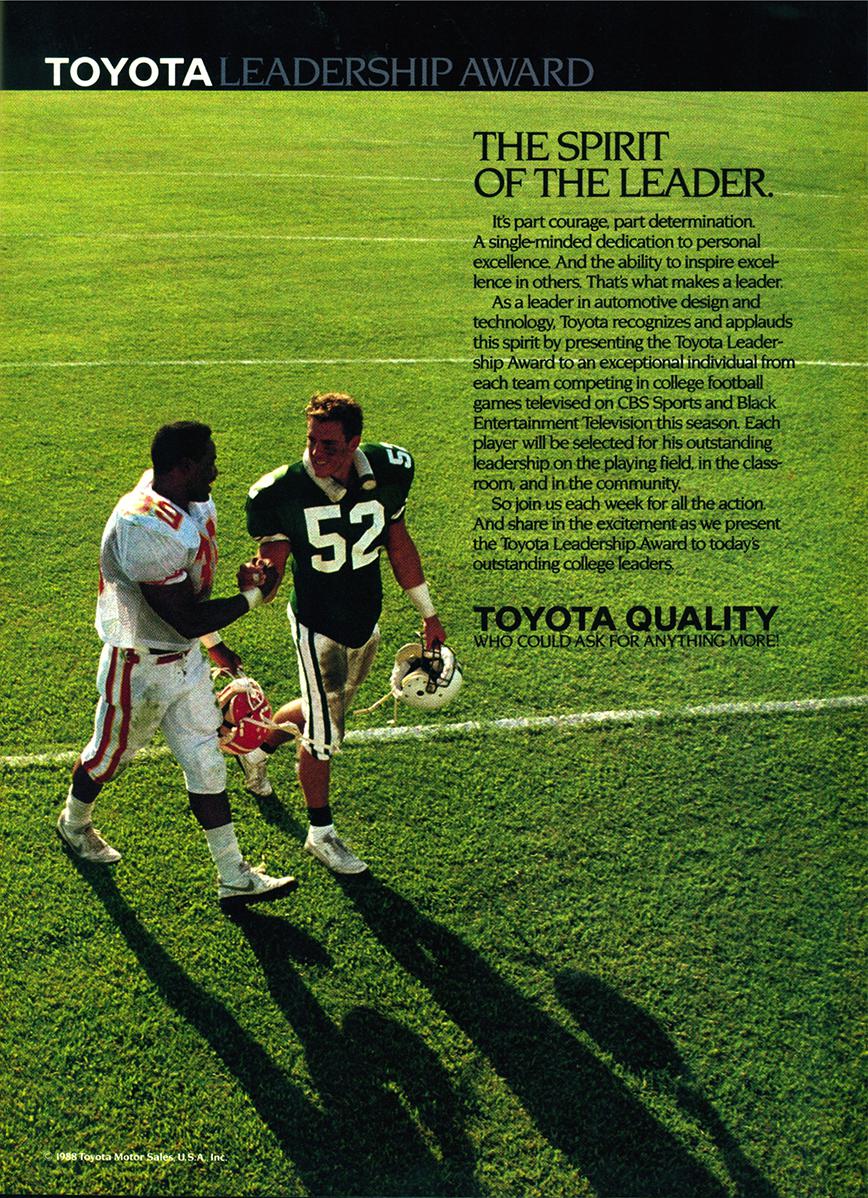 TOYOTA LEADERSHIP AWARD
THE SPIRIT
OF THE LEADER.
It's part courage, part determination.
A single-minded dedication to personal
excellence. And the ability to inspire excel-
lence in others. That's what makes a leader.
As a leader in automotive design and
technology, Toyota recognizes and applauds
this spirit by presenting the Toyota Leader-
ship Award to an exceptional individual from
each team competing in college football
games televised on CBS Sports and Black
Entertainment Television this season. Each
player will be selected for his outstanding
leadership on the playing field, in the class-
room, and in the community.
So join us each week for all the action.
And share in the excitement as we present
the Toyota Leadership Award to today's
outstanding college leaders.
TOYOTA QUALITY
WHO COULD ASK FOR ANYTHING MORE!
52
52
© 1988 Toyota Motor Sales, U.S.A., Inc.